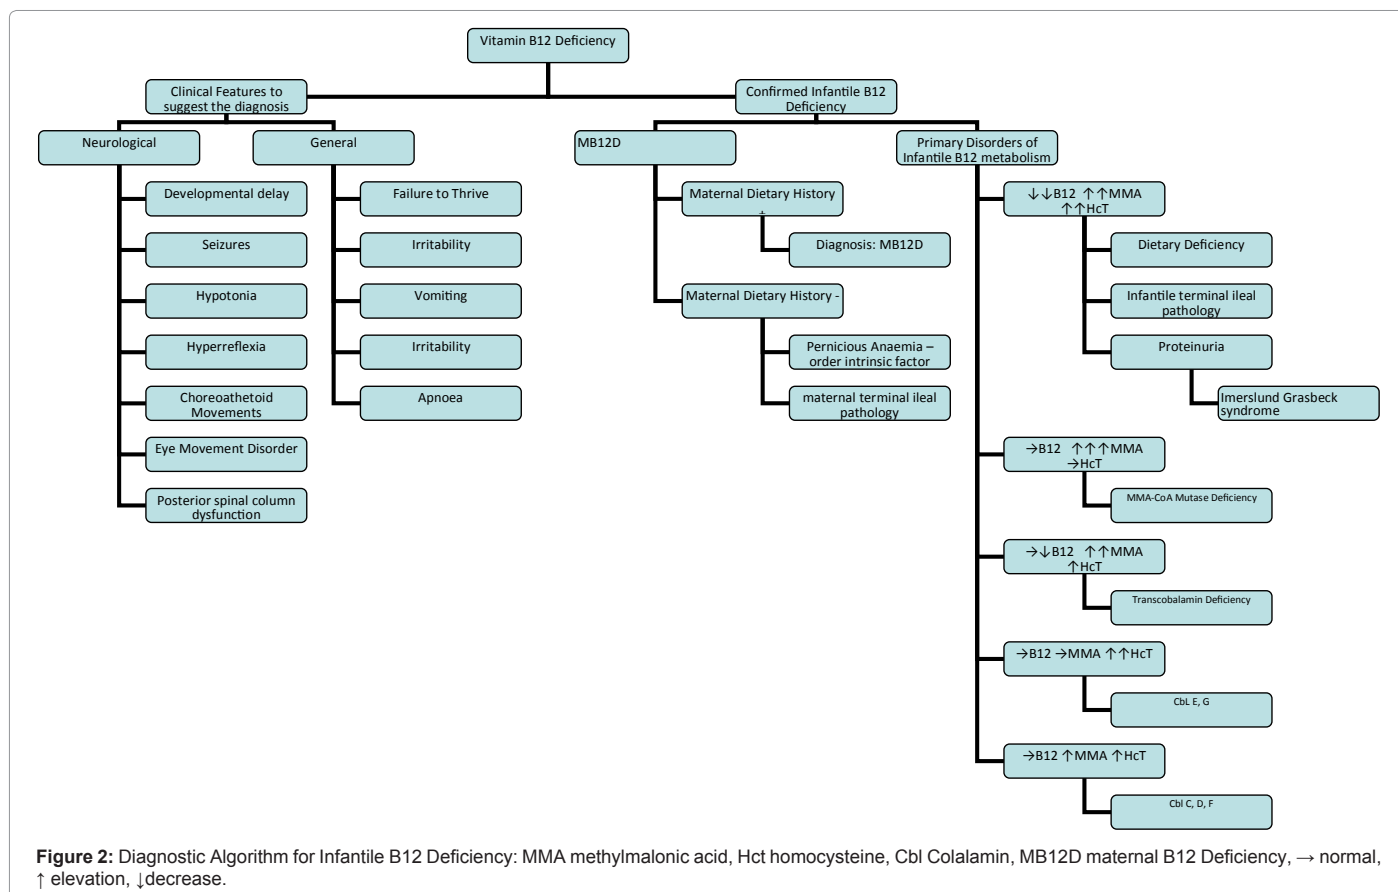 Vitamin B12 Deficiency
Clinical Features to
suggest the diagnosis
Confirmed Infantile B12
Deficiency
Neurological
General
MB12D
Primary Disorders of
Infantile B12 metabolism
Developmental delay
Seizures
Hypotonia
Hyperreflexia
Choreoathetoid
Movements
Eye Movement Disorder
Posterior spinal column
dysfunction
Failure to Thrive
Irritability
Vomiting
Irritability
Apnoea
Maternal Dietary History
+
Diagnosis: MB12D
Maternal Dietary History -
Pernicious Anaemia –
order intrinsic factor
maternal terminal ileal
pathology
↓↓B12 ↑↑MMA
↑↑HcT
Dietary Deficiency
Infantile terminal ileal
pathology
Proteinuria
Imerslund Grasbeck
syndrome
→B12 ↑↑↑MMA
→HcT
MMA-CoA Mutase Deficiency
→↓B12 ↑↑MMA
↑HcT
Transcobalamin Deficiency
→B12 →MMA ↑↑HcT
CbL E, G
→B12 ↑MMA ↑HcT
Cbl C, D, F
Figure 2: Diagnostic Algorithm for Infantile B12 Deficiency: MMA methylmalonic acid, Hct homocysteine, Cbl Colalamin, MB12D maternal B12 Deficiency, → normal,
↑ elevation, ↓decrease.